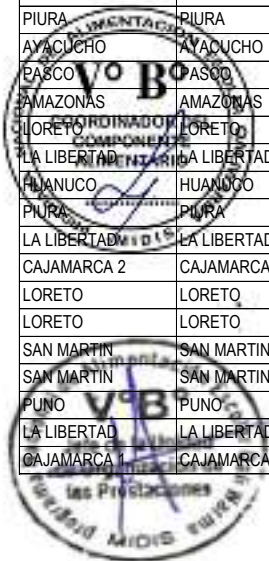 PIURA PIURA
AYACUCHO AYACUCHO
PASCO PASCO
AMAZONAS AMAZONAS
LORETO LORETO
LA LIBERTAD LA LIBERTAD
HUANUCO HUANUCO
PIURA PIURA
LA LIBERTAD LA LIBERTAD
CAJAMARCA 2 CAJAMARCA
LORETO LORETO
LORETO LORETO
SAN MARTIN SAN MARTIN
SAN MARTIN SAN MARTIN
PUNO PUNO
LA LIBERTAD LA LIBERTAD
CAJAMARCA 1 CAJAMARCA
V° B°
COORDINADOR
COMPONENTE
ALIMENTARIO
MIDIS
V° B°
las Prestaciones
MIDIS